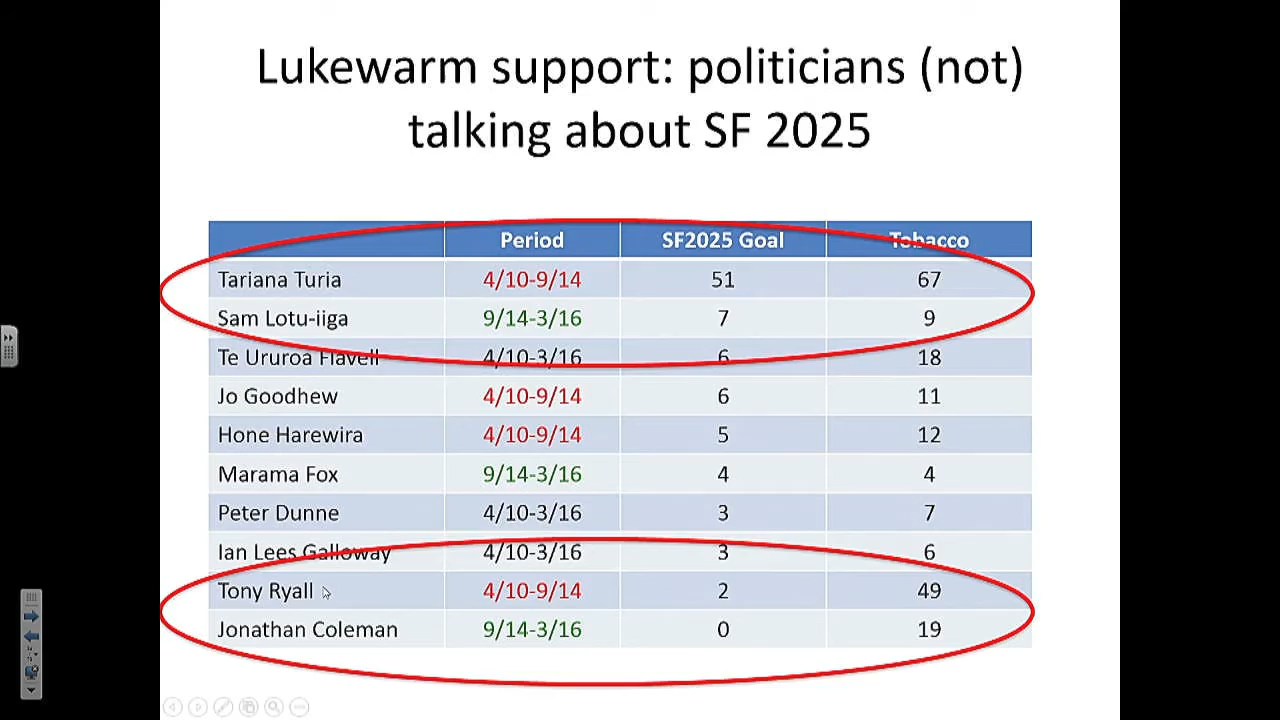 Lukewarm support: politicians (not)
talking about SF 2025
Period SF2025 Goal Tobacco
Tariana Turia 4/10-9/14 51 67
Sam Lotu-iiga 9/14-3/16 7 9
Te Ururoa Flavell 4/10-3/16 6 18
Jo Goodhew 4/10-9/14 6 11
Hone Harewira 4/10-9/14 5 12
Marama Fox 9/14-3/16 4 4
Peter Dunne 4/10-3/16 3 7
Ian Lees Galloway 4/10-3/16 3 6
Tony Ryall 4/10-9/14 2 49
Jonathan Coleman 9/14-3/16 0 19